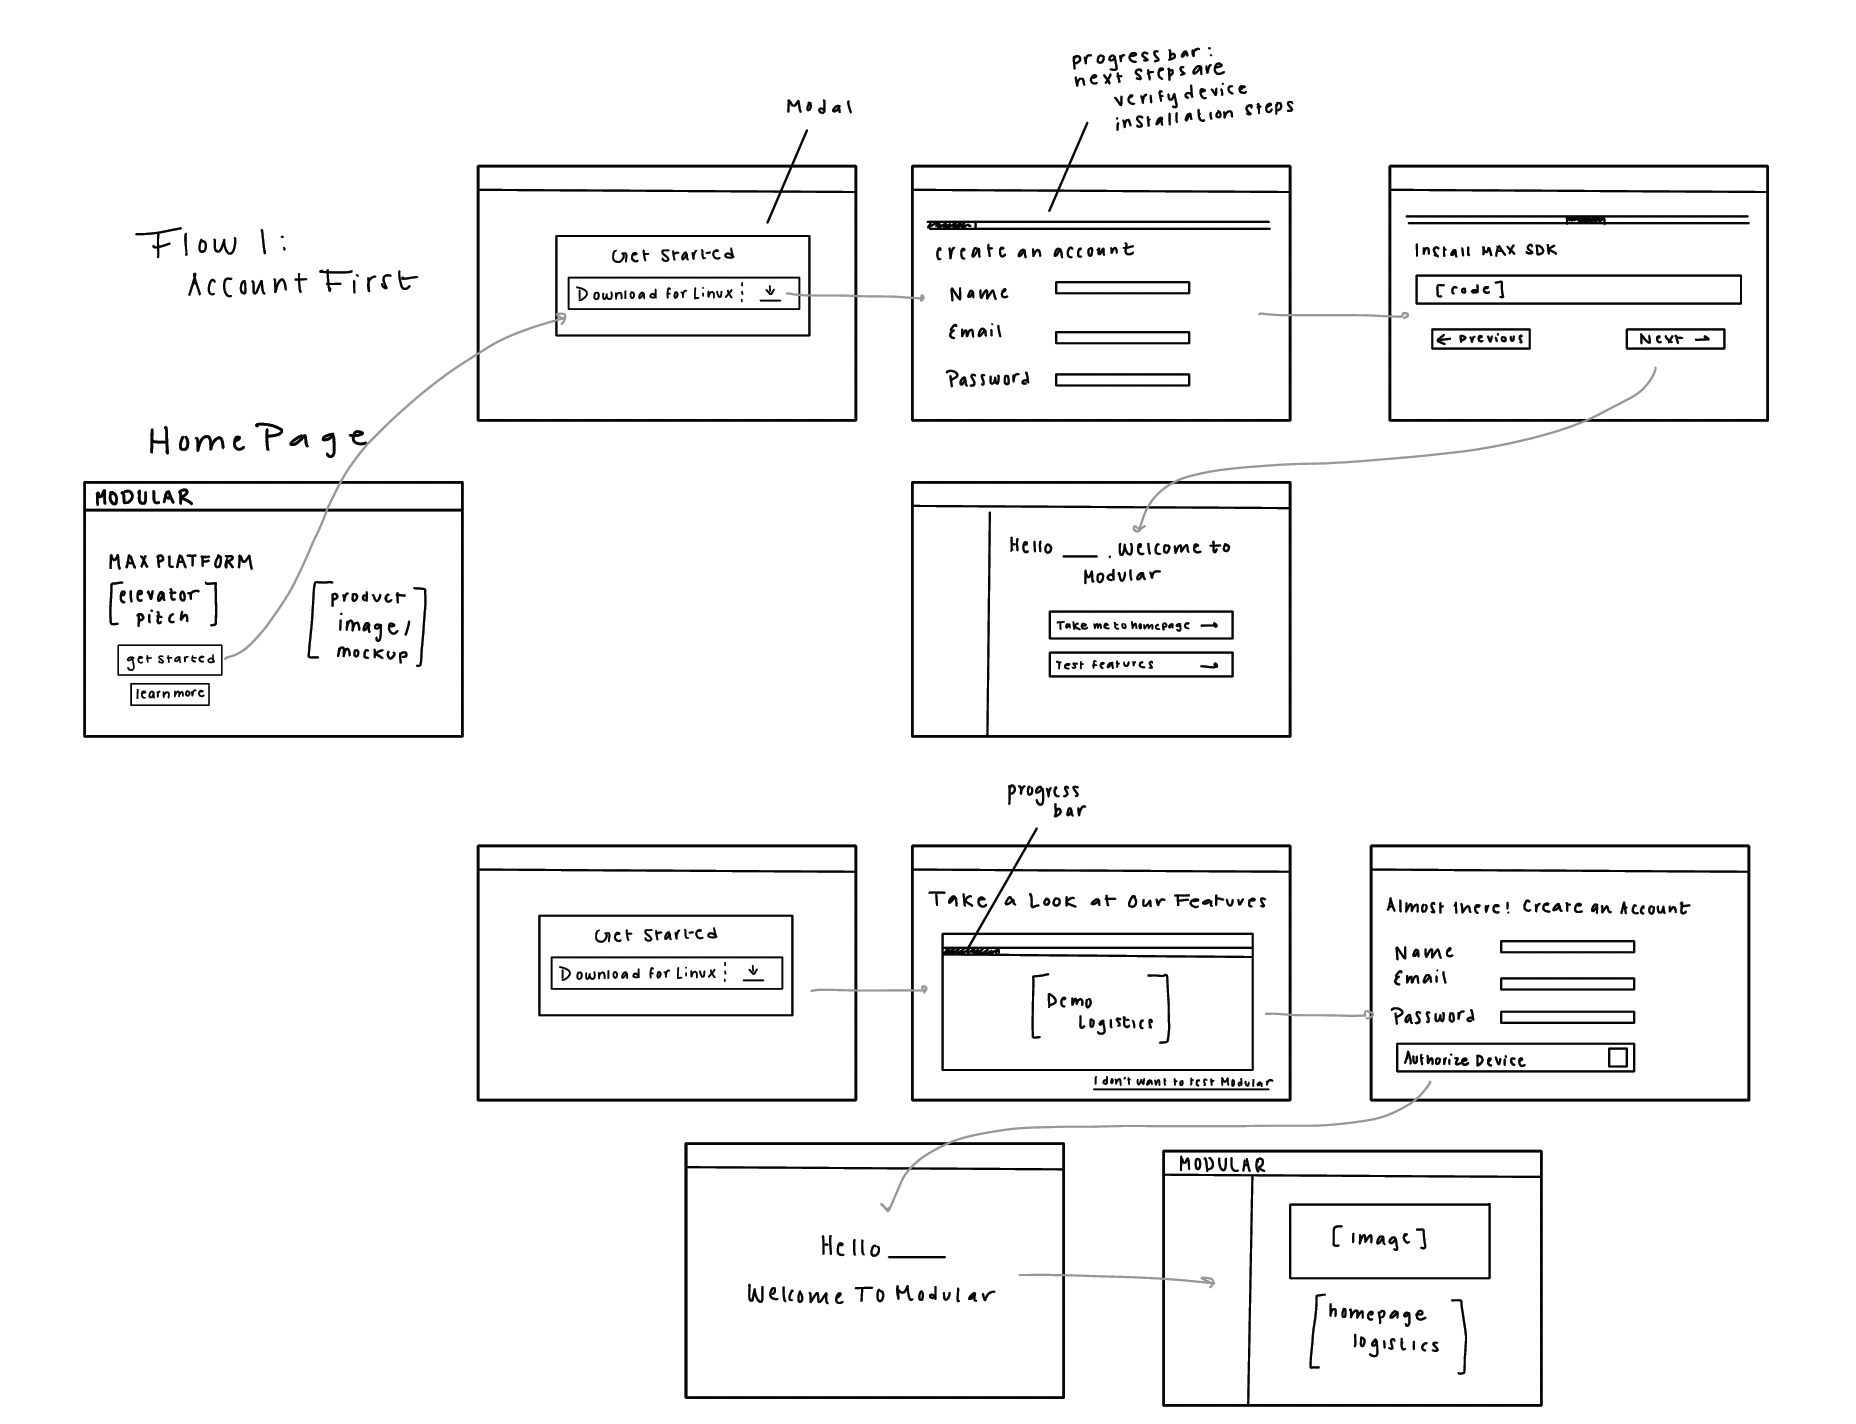 Modal
progress bar:
next steps are
verify device
installation steps
Flow 1:
Account First
Get Started
Download for Linux
create an account
Name
Email
Password
Install MAX SDK
[code]
← previous
Next →
Home Page
MODULAR
MAX PLATFORM
[elevator
pitch]
get started
learn more
[product
image/
mockup]
Hello ____ . Welcome to
Modular
Take me to homepage →
Test features →
progress
bar
Get Started
Download for Linux
Take a Look at Our Features
[Demo
logistics]
I don't want to test Modular
Almost there! Create an Account
Name
Email
Password
Authorize Device
Hello ____
Welcome To Modular
MODULAR
[image]
[homepage
logistics]